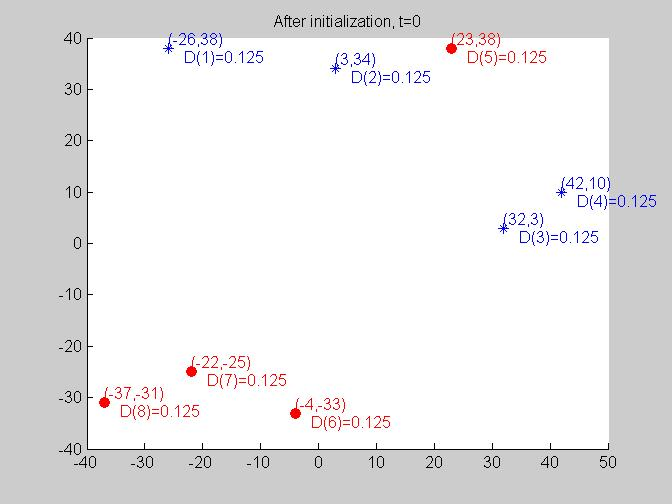 After initialization, t=0
(-26,38)
D(1)=0.125
(3,34)
D(2)=0.125
(23,38)
D(5)=0.125
(42,10)
D(4)=0.125
(32,3)
D(3)=0.125
(-22,-25)
D(7)=0.125
(-37,-31)
D(8)=0.125
(-4,-33)
D(6)=0.125
40
30
20
10
0
-10
-20
-30
-40
-40 -30 -20 -10 0 10 20 30 40 50